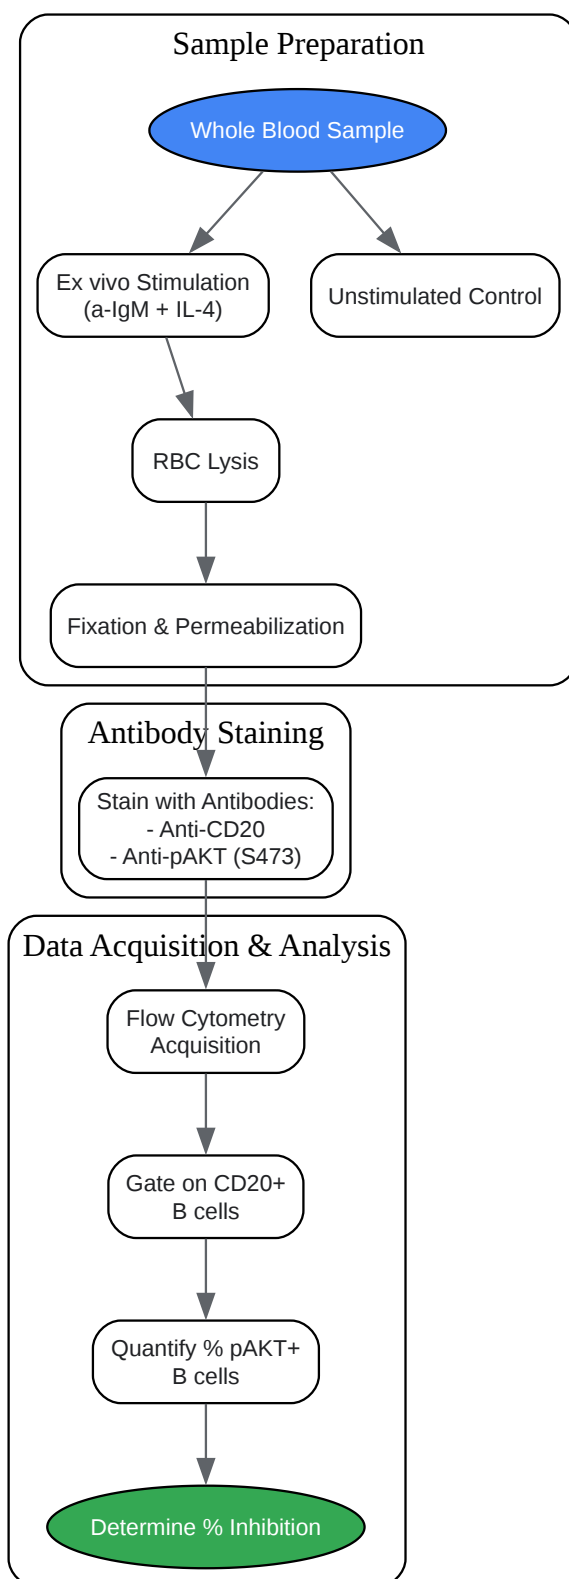 Sample Preparation
Whole Blood Sample
Ex vivo Stimulation
(a-IgM + IL-4)
Unstimulated Control
RBC Lysis
Fixation & Permeabilization
Antibody Staining
Stain with Antibodies:
- Anti-CD20
- Anti-pAKT (S473)
Data Acquisition & Analysis
Flow Cytometry
Acquisition
Gate on CD20+
B cells
Quantify % pAKT+
B cells
Determine % Inhibition